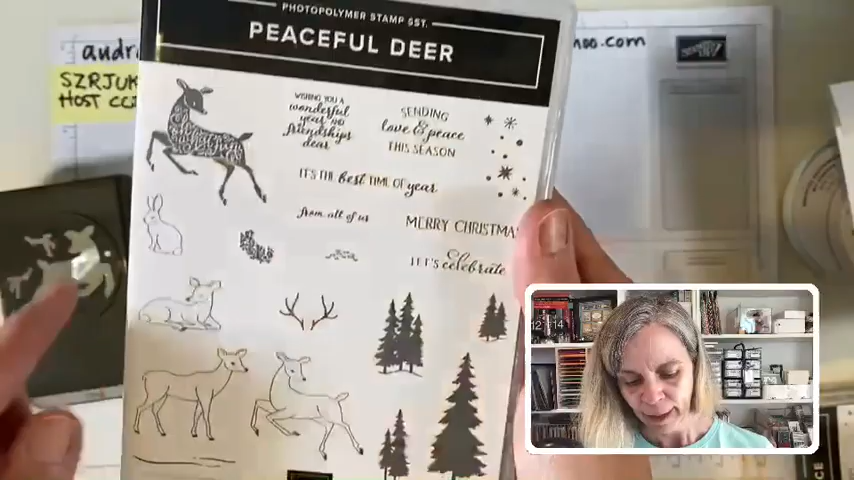 PHOTOPOLYMER STAMP SET
PEACEFUL DEER
andr
oo.com
SZRJUK
HOST CO
WISHING YOU A
wonderful
year and
friendships
dear
SENDING
love & peace
THIS SEASON
IT'S THE best TIME OF year
from all of us
MERRY CHRISTMAS
LET'S celebrate